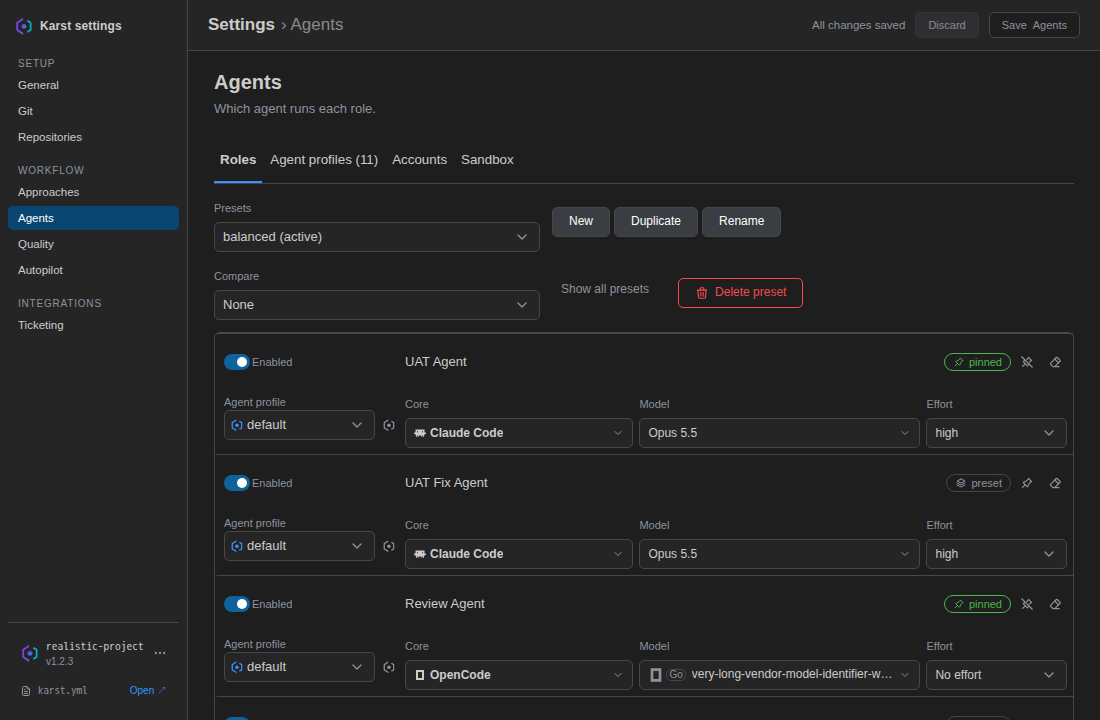 Karst settings
SETUP
General
Git
Repositories
WORKFLOW
Approaches
Agents
Quality
Autopilot
INTEGRATIONS
Ticketing
realistic-project
v1.2.3
karst.yml
Open ↗
Settings › Agents
All changes saved
Discard
Save Agents
Agents
Which agent runs each role.
Roles
Agent profiles (11)
Accounts
Sandbox
Presets
balanced (active)
New
Duplicate
Rename
Compare
None
Show all presets
Delete preset
Enabled
UAT Agent
pinned
Agent profile
default
Core
Claude Code
Model
Opus 5.5
Effort
high
Enabled
UAT Fix Agent
preset
Agent profile
default
Core
Claude Code
Model
Opus 5.5
Effort
high
Enabled
Review Agent
pinned
Agent profile
default
Core
OpenCode
Model
Go very-long-vendor-model-identifier-w…
Effort
No effort